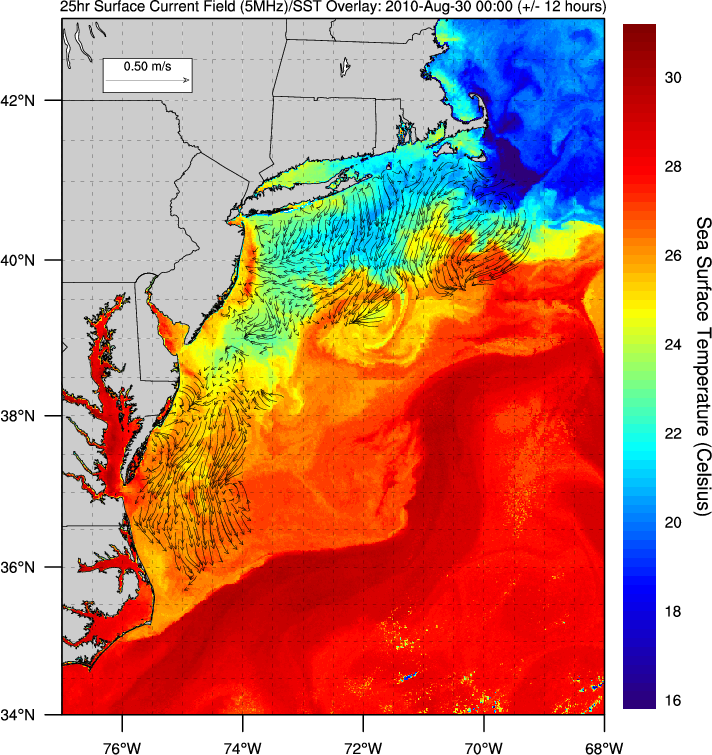 25hr Surface Current Field (5MHz)/SST Overlay: 2010-Aug-30 00:00 (+/- 12 hours)
0.50 m/s
42°N
40°N
38°N
36°N
34°N
76°W
74°W
72°W
70°W
68°W
30
28
26
24
22
20
18
16
Sea Surface Temperature (Celsius)